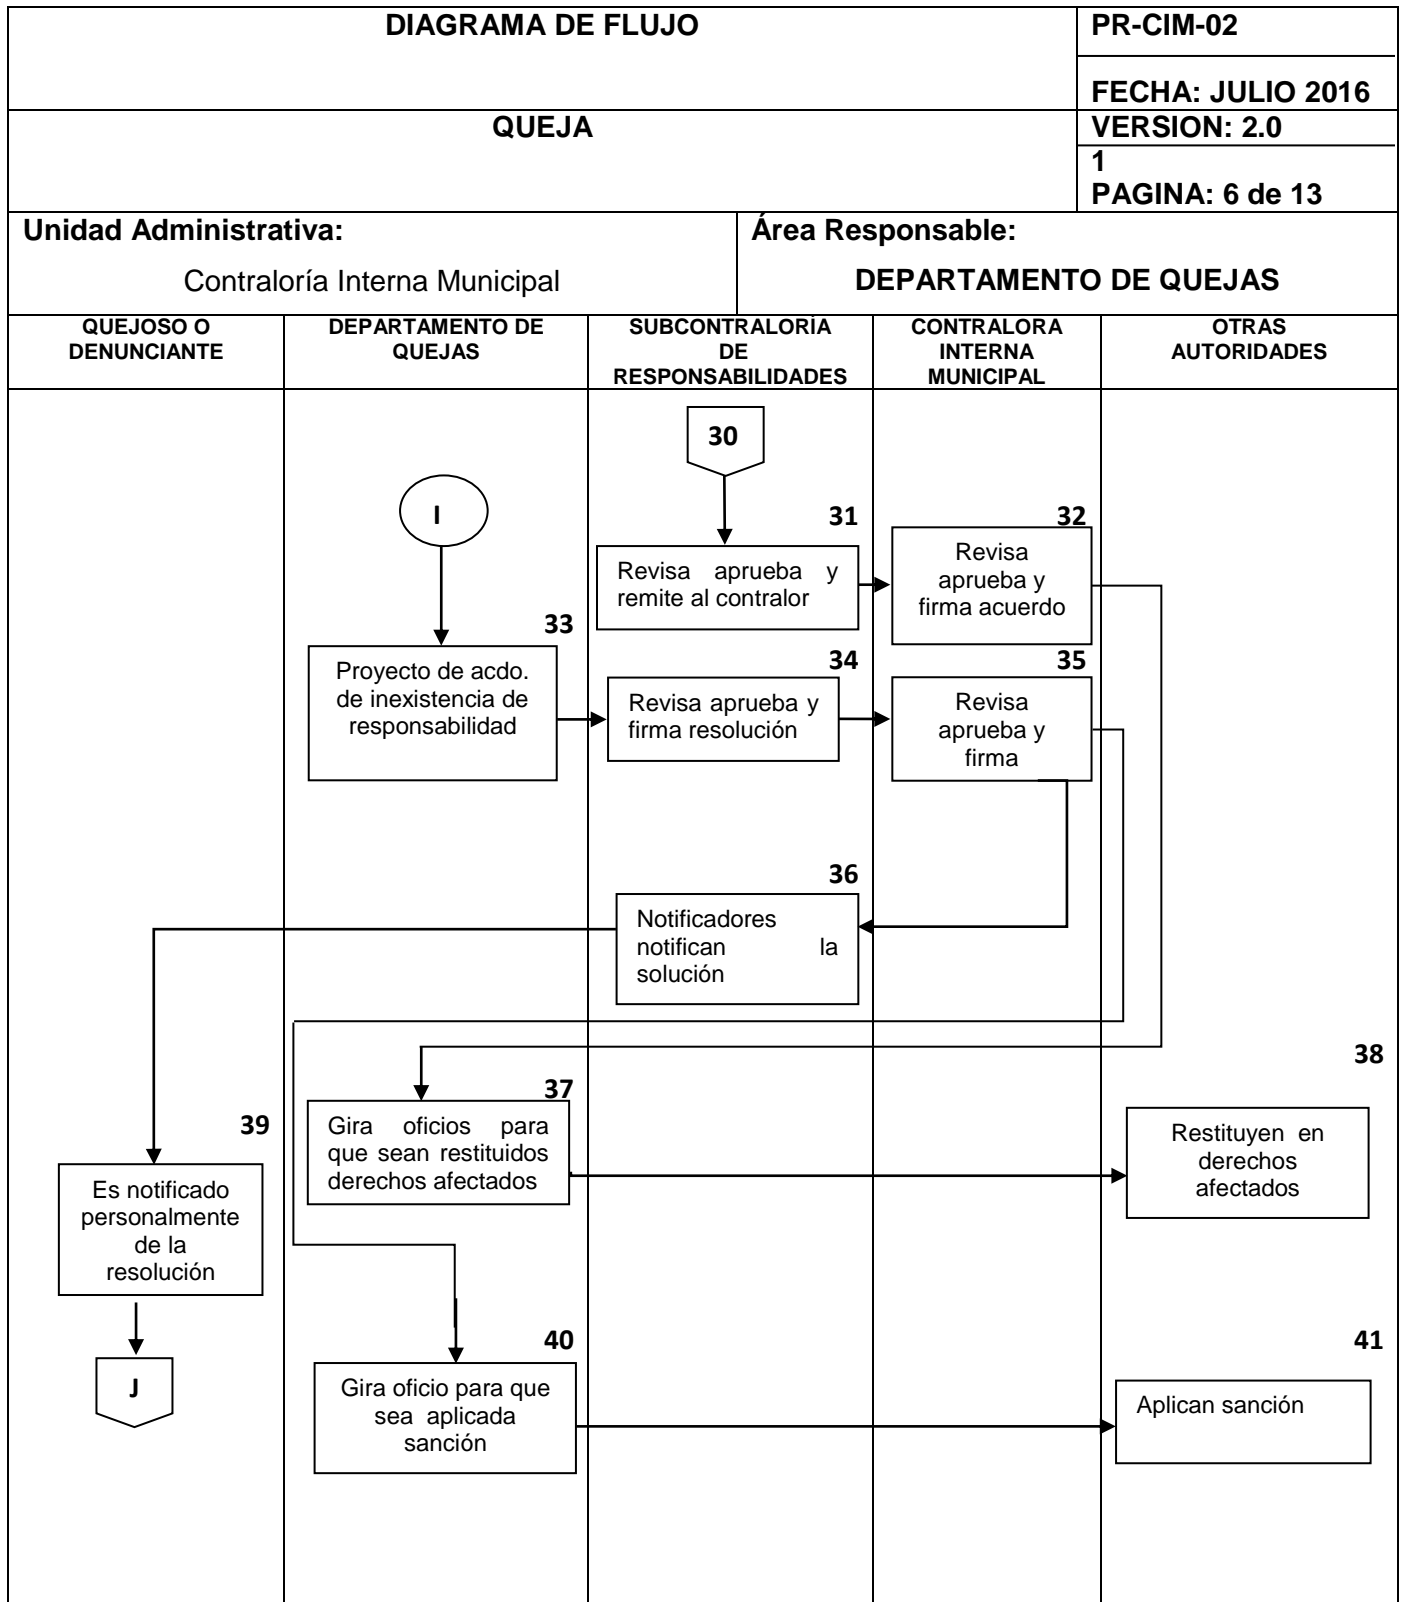 DIAGRAMA DE FLUJO
PR-CIM-02
FECHA: JULIO 2016
QUEJA
VERSION: 2.0
1
PAGINA: 6 de 13
Unidad Administrativa:
Contraloría Interna Municipal
Área Responsable:
DEPARTAMENTO DE QUEJAS
QUEJOSO O
DENUNCIANTE
DEPARTAMENTO DE
QUEJAS
SUBCONTRALORÍA
DE
RESPONSABILIDADES
CONTRALORA
INTERNA
MUNICIPAL
OTRAS
AUTORIDADES
30
I
31
Revisa aprueba y
remite al contralor
32
Revisa
aprueba y
firma acuerdo
33
Proyecto de acdo.
de inexistencia de
responsabilidad
34
Revisa aprueba y
firma resolución
35
Revisa
aprueba y
firma
36
Notificadores
notifican la
solución
37
Gira oficios para
que sean restituidos
derechos afectados
38
Restituyen en
derechos
afectados
39
Es notificado
personalmente
de la
resolución
J
40
Gira oficio para que
sea aplicada
sanción
41
Aplican sanción